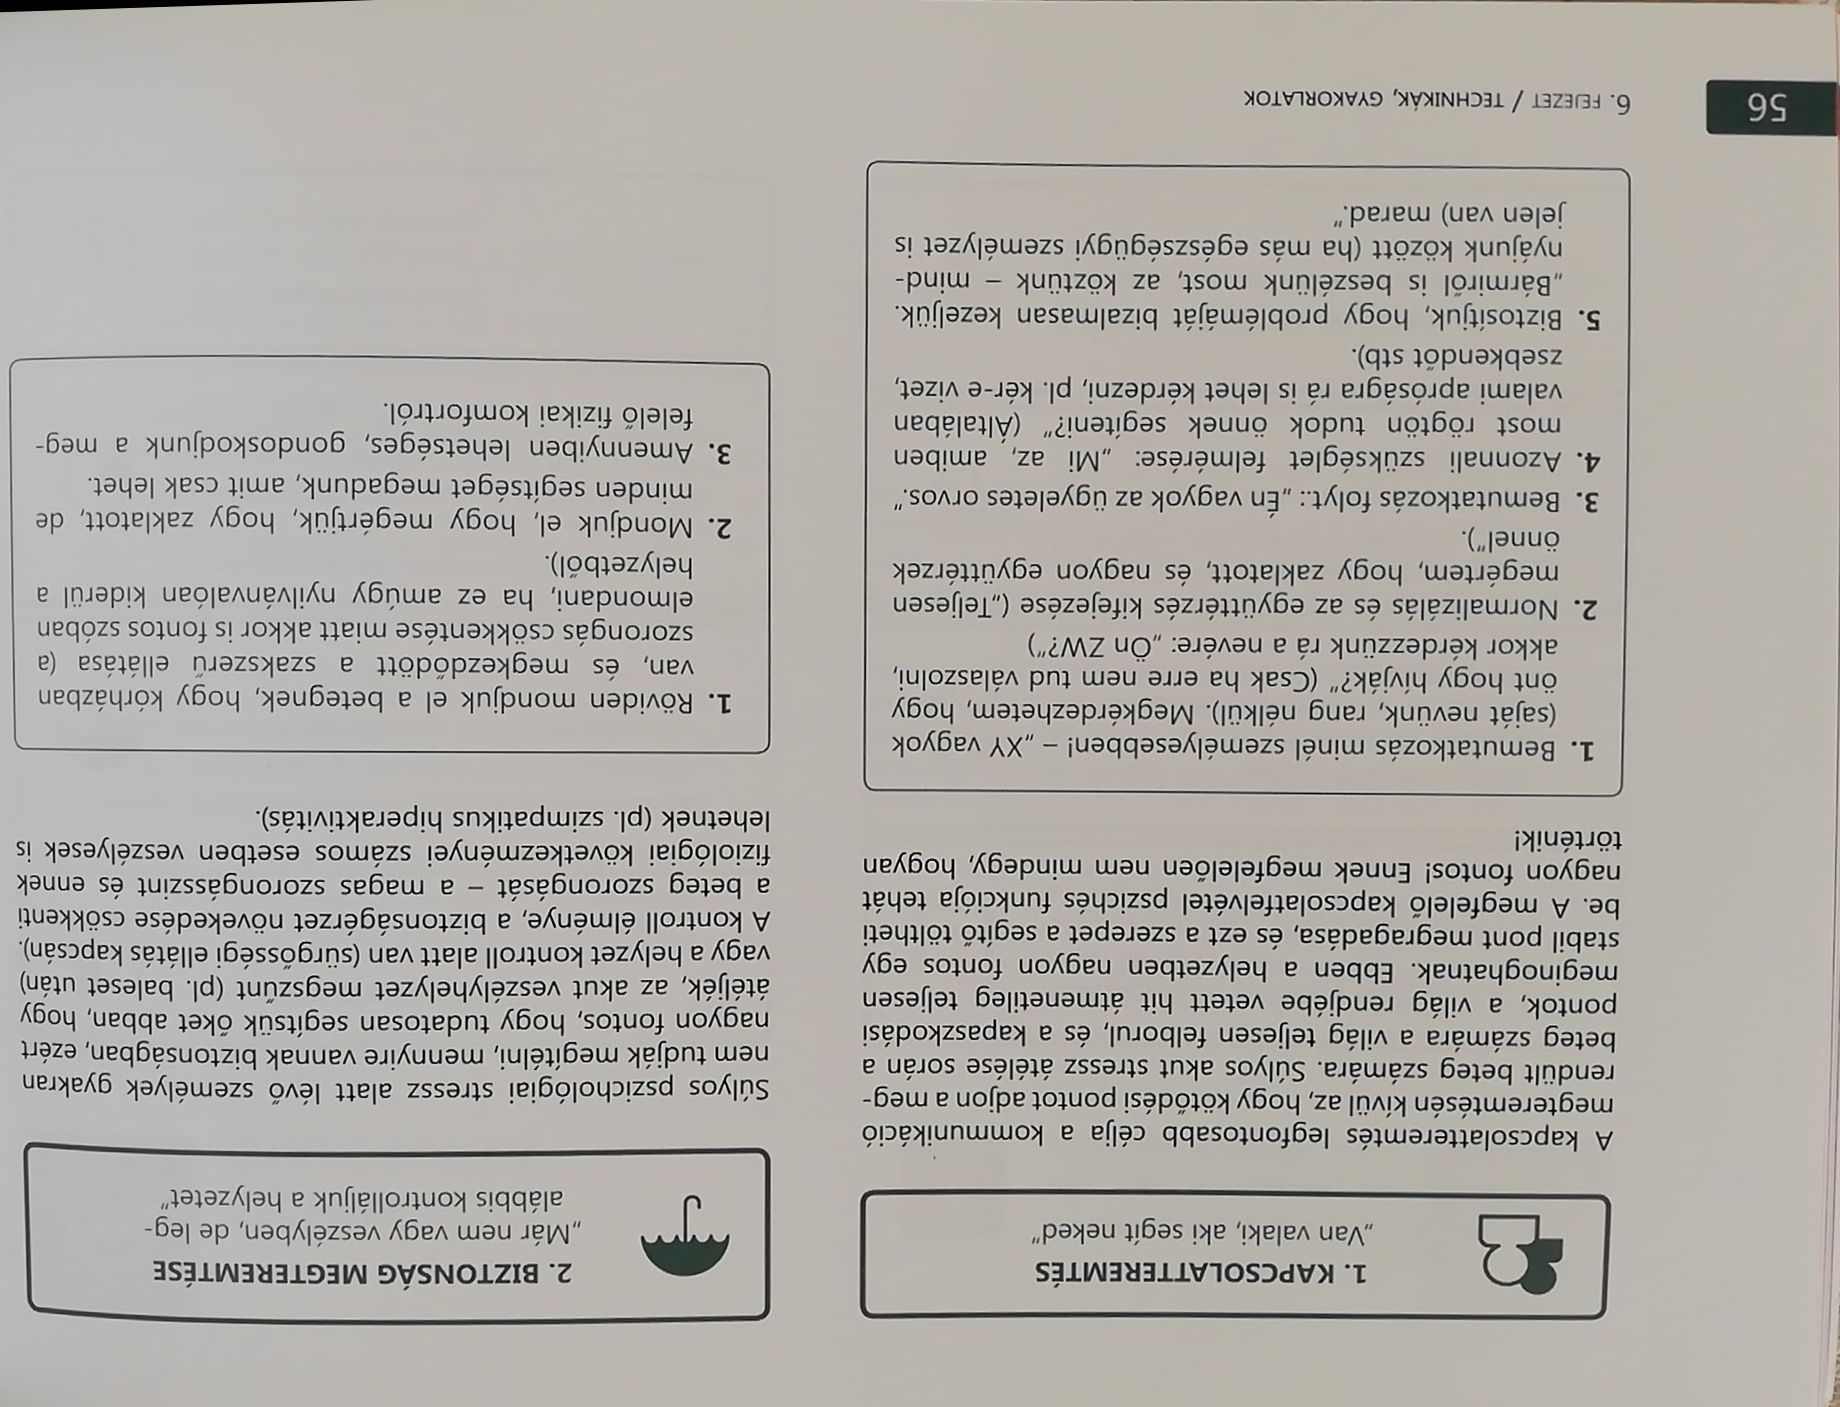 1. KAPCSOLATTEREMTÉS
„Van valaki, aki segít neked”
A kapcsolatteremtés legfontosabb célja a kommunikáció
megteremtésén kívül az, hogy kötődési pontot adjon a meg-
rendült beteg számára. Súlyos akut stressz átélése során a
beteg számára a világ teljesen felborul, és a kapaszkodási
pontok, a világ rendjébe vetett hit átmenetileg teljesen
meginoghatnak. Ebben a helyzetben nagyon fontos egy
stabil pont megragadása, és ezt a szerepet a segítő töltheti
be. A megfelelő kapcsolatfelvétel pszichés funkciója tehát
nagyon fontos! Ennek megfelelően nem mindegy, hogyan
történik!
1. Bemutatkozás minél személyesebben! – „XY vagyok
(saját nevünk, rang nélkül). Megkérdezhetem, hogy
önt hogy hívják?” (Csak ha erre nem tud válaszolni,
akkor kérdezzünk rá a nevére: „Ön ZW?”)
2. Normalizálás és az együttérzés kifejezése („Teljesen
megértem, hogy zaklatott, és nagyon együttérzek
önnel”).
3. Bemutatkozás folyt.: „Én vagyok az ügyeletes orvos.”
4. Azonnali szükséglet felmérése: „Mi az, amiben
most rögtön tudok önnek segíteni?” (Általában
valami apróságra rá is lehet kérdezni, pl. kér-e vizet,
zsebkendőt stb).
5. Biztosítjuk, hogy problémáját bizalmasan kezeljük.
„Bármiről is beszélünk most, az köztünk – mind-
nyájunk között (ha más egészségügyi személyzet is
jelen van) marad.”
2. BIZTONSÁG MEGTEREMTÉSE
„Már nem vagy veszélyben, de leg-
alábbis kontrolláljuk a helyzetet”
Súlyos pszichológiai stressz alatt lévő személyek gyakran
nem tudják megítélni, mennyire vannak biztonságban, ezért
nagyon fontos, hogy tudatosan segítsük őket abban, hogy
átéljék, az akut veszélyhelyzet megszűnt (pl. baleset után)
vagy a helyzet kontroll alatt van (sürgősségi ellátás kapcsán).
A kontroll élménye, a biztonságérzet növekedése csökkenti
a beteg szorongását – a magas szorongásszint és ennek
fiziológiai következményei számos esetben veszélyesek is
lehetnek (pl. szimpatikus hiperaktivitás).
1. Röviden mondjuk el a betegnek, hogy kórházban
van, és megkezdődött a szakszerű ellátása (a
szorongás csökkentése miatt akkor is fontos szóban
elmondani, ha ez amúgy nyilvánvalóan kiderül a
helyzetből).
2. Mondjuk el, hogy megértjük, hogy zaklatott, de
minden segítséget megadunk, amit csak lehet.
3. Amennyiben lehetséges, gondoskodjunk a meg-
felelő fizikai komfortról.
56
6. FEJEZET / TECHNIKÁK, GYAKORLATOK